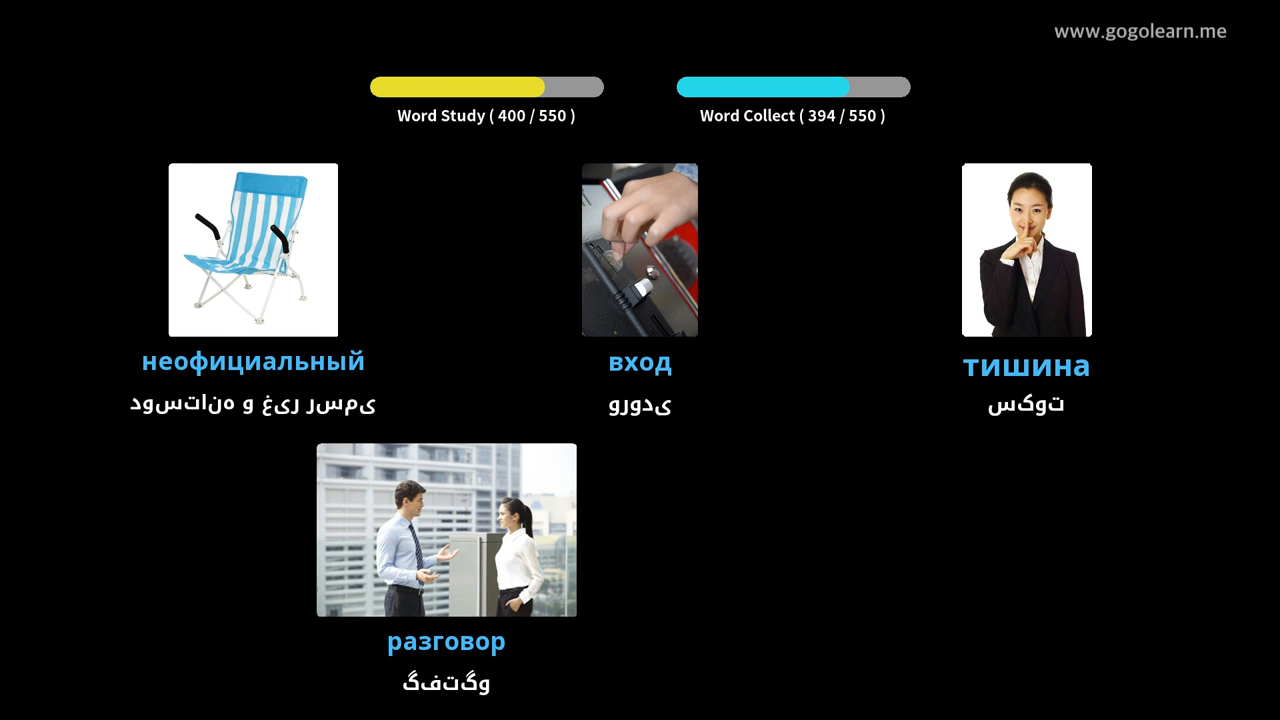 www.gogolearn.me
Word Study ( 400 / 550 )
Word Collect ( 394 / 550 )
неофициальный
вход
тишина
دوستانه و غیر رسمی
ورودی
سکوت
разговор
گفتگو